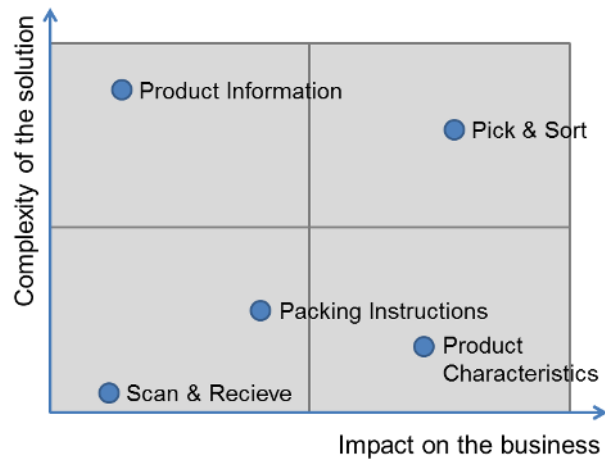 Complexity of the solution
Product Information
Pick & Sort
Packing Instructions
Product
Characteristics
Scan & Recieve
Impact on the business